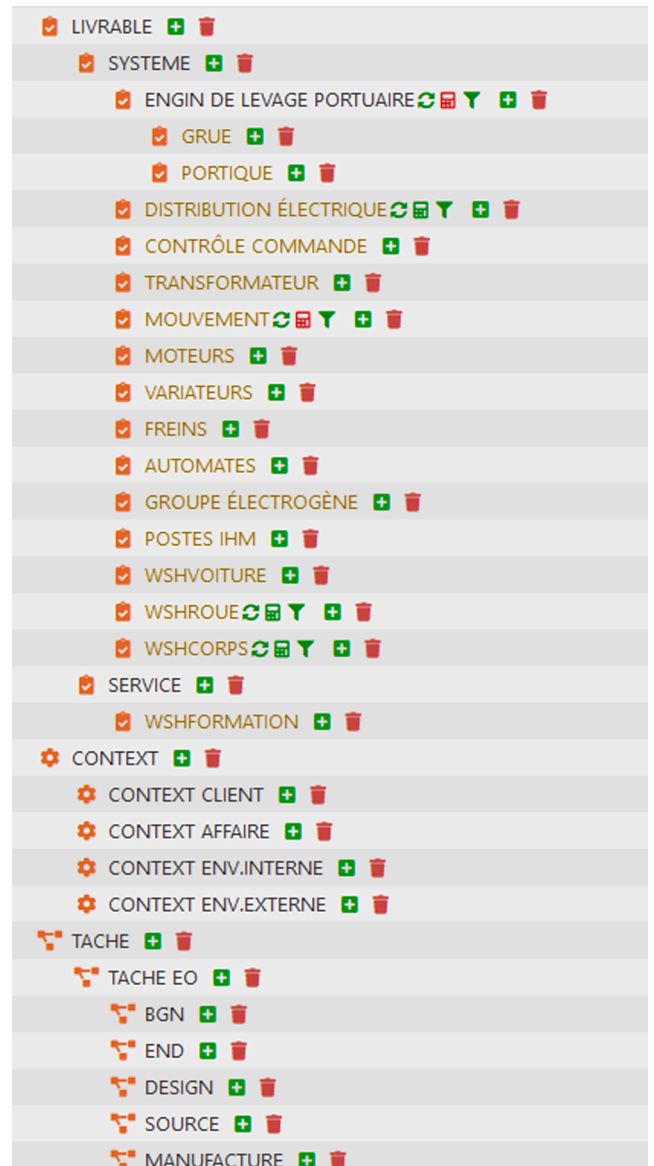 LIVRABLE
SYSTEME
ENGIN DE LEVAGE PORTUAIRE
GRUE
PORTIQUE
DISTRIBUTION ÉLECTRIQUE
CONTRÔLE COMMANDE
TRANSFORMATEUR
MOUVEMENT
MOTEURS
VARIATEURS
FREINS
AUTOMATES
GROUPE ÉLECTROGÈNE
POSTES IHM
WSHVOITURE
WSHROUE
WSHCORPS
SERVICE
WSHFORMATION
CONTEXT
CONTEXT CLIENT
CONTEXT AFFAIRE
CONTEXT ENV.INTERNE
CONTEXT ENV.EXTERNE
TACHE
TACHE EO
BGN
END
DESIGN
SOURCE
MANUFACTURE